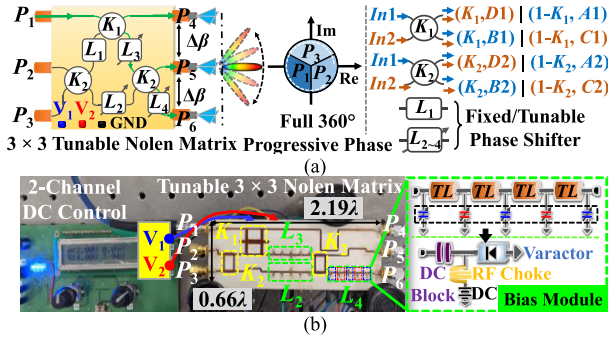 P1 P4 Im In1 (K1,D1) | (1-K1, A1)
K1 Δβ In2 (K1,B1) | (1-K1, C1)
L1 L3 P3 K1
P2 K2 P5 P1 P2 Re In1 (K2,D2) | (1-K2, A2)
K2 Δβ In2 (K2,B2) | (1-K2, C2)
L2 L4 K2
P3 P6 Full 360° L1 Fixed/Tunable
V1 V2 GND L2~4 Phase Shifter
3 × 3 Tunable Nolen Matrix Progressive Phase
(a)
2-Channel
DC Control
Tunable 3 × 3 Nolen Matrix
2.19λ
V1
V2
P1 P2 P3
K1 L3 K2
K2 L2 L4
P4 P5 P6
0.66λ
TL TL TL TL
Varactor
DC RF Choke
Block DC Bias Module
(b)